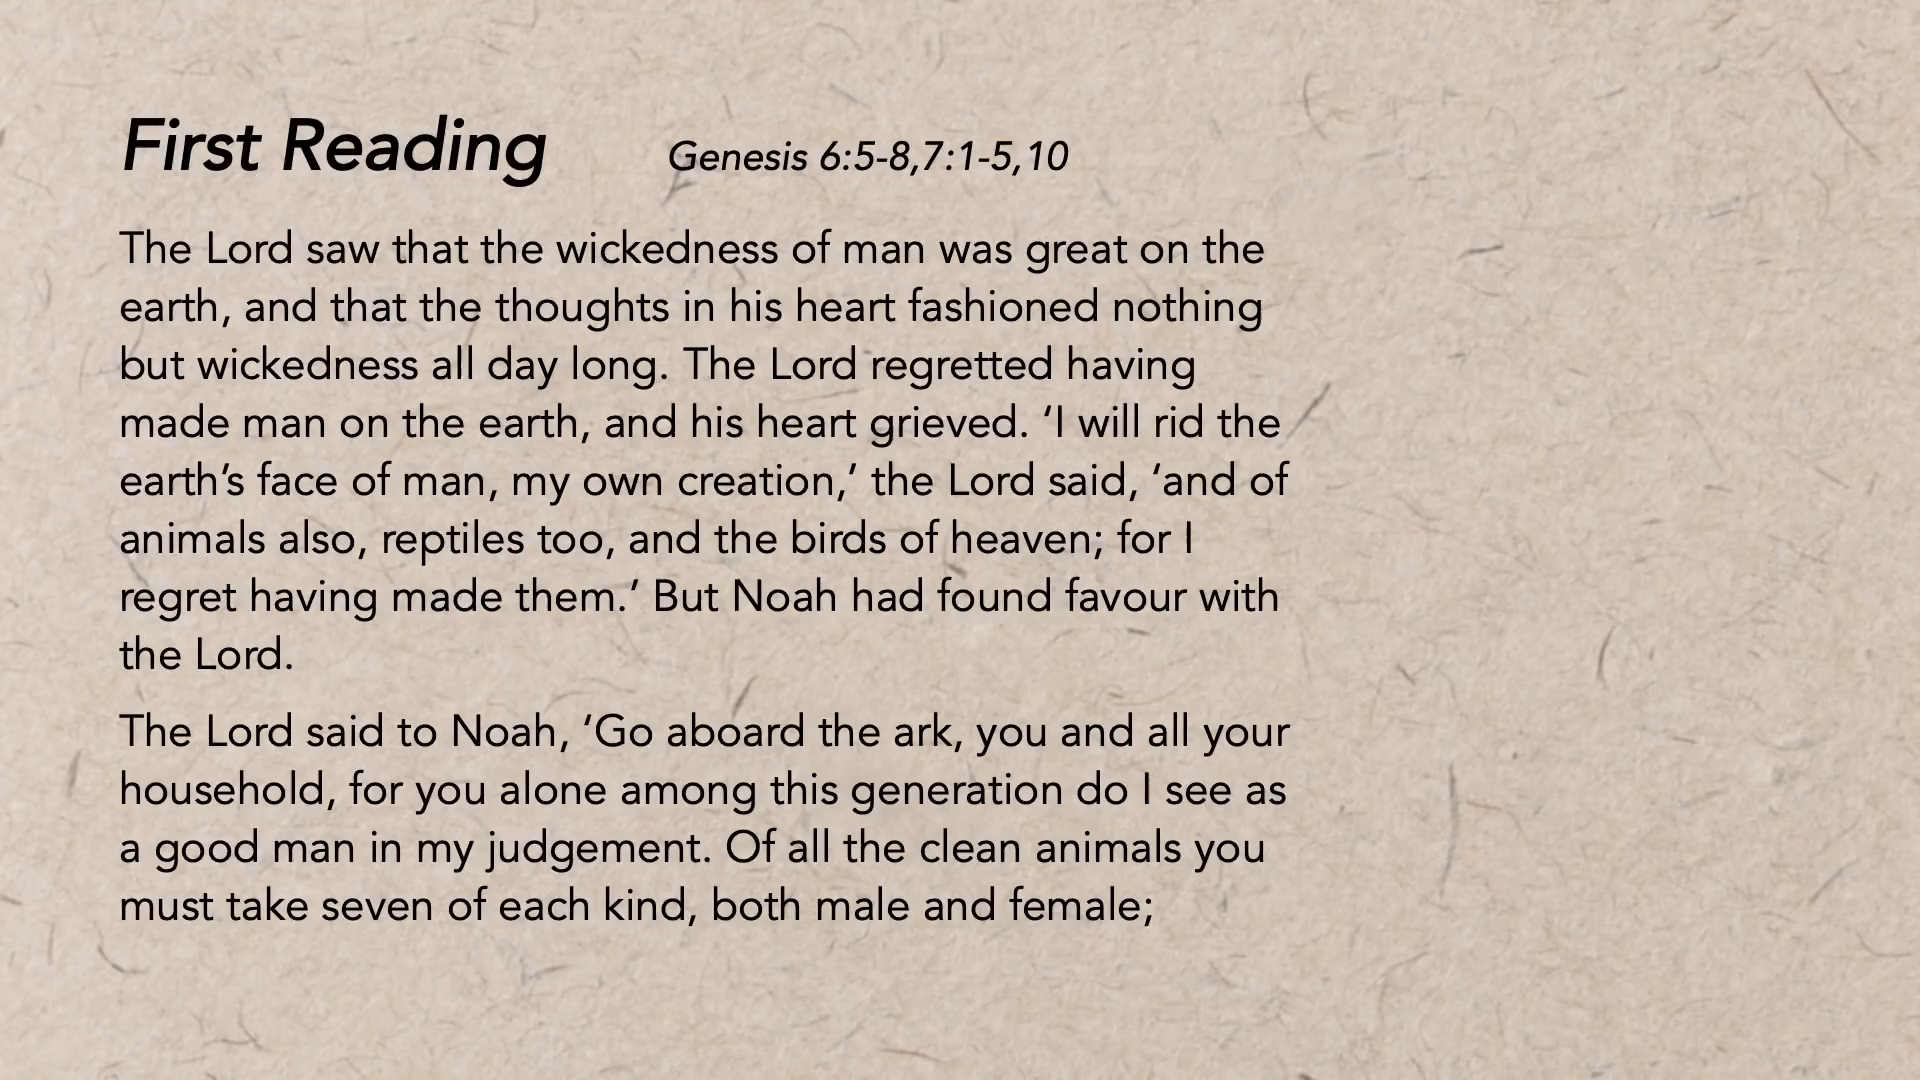 First Reading Genesis 6:5-8,7:1-5,10
The Lord saw that the wickedness of man was great on the
earth, and that the thoughts in his heart fashioned nothing
but wickedness all day long. The Lord regretted having
made man on the earth, and his heart grieved. ‘I will rid the
earth’s face of man, my own creation,’ the Lord said, ‘and of
animals also, reptiles too, and the birds of heaven; for I
regret having made them.’ But Noah had found favour with
the Lord.
The Lord said to Noah, ‘Go aboard the ark, you and all your
household, for you alone among this generation do I see as
a good man in my judgement. Of all the clean animals you
must take seven of each kind, both male and female;